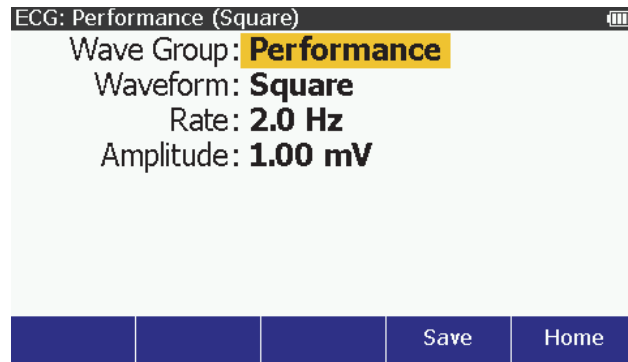 ECG: Performance (Square)
Wave Group: Performance
Waveform: Square
Rate: 2.0 Hz
Amplitude: 1.00 mV
Save Home